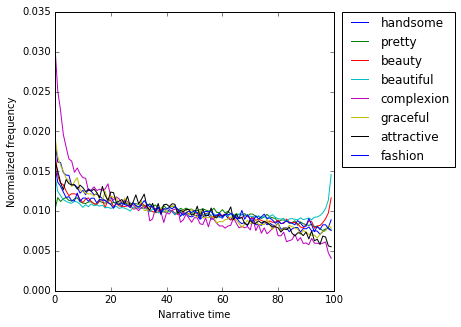 0.035
0.030
0.025
0.020
0.015
0.010
0.005
0.000
Normalized frequency
0 20 40 60 80 100
Narrative time
handsome
pretty
beauty
beautiful
complexion
graceful
attractive
fashion